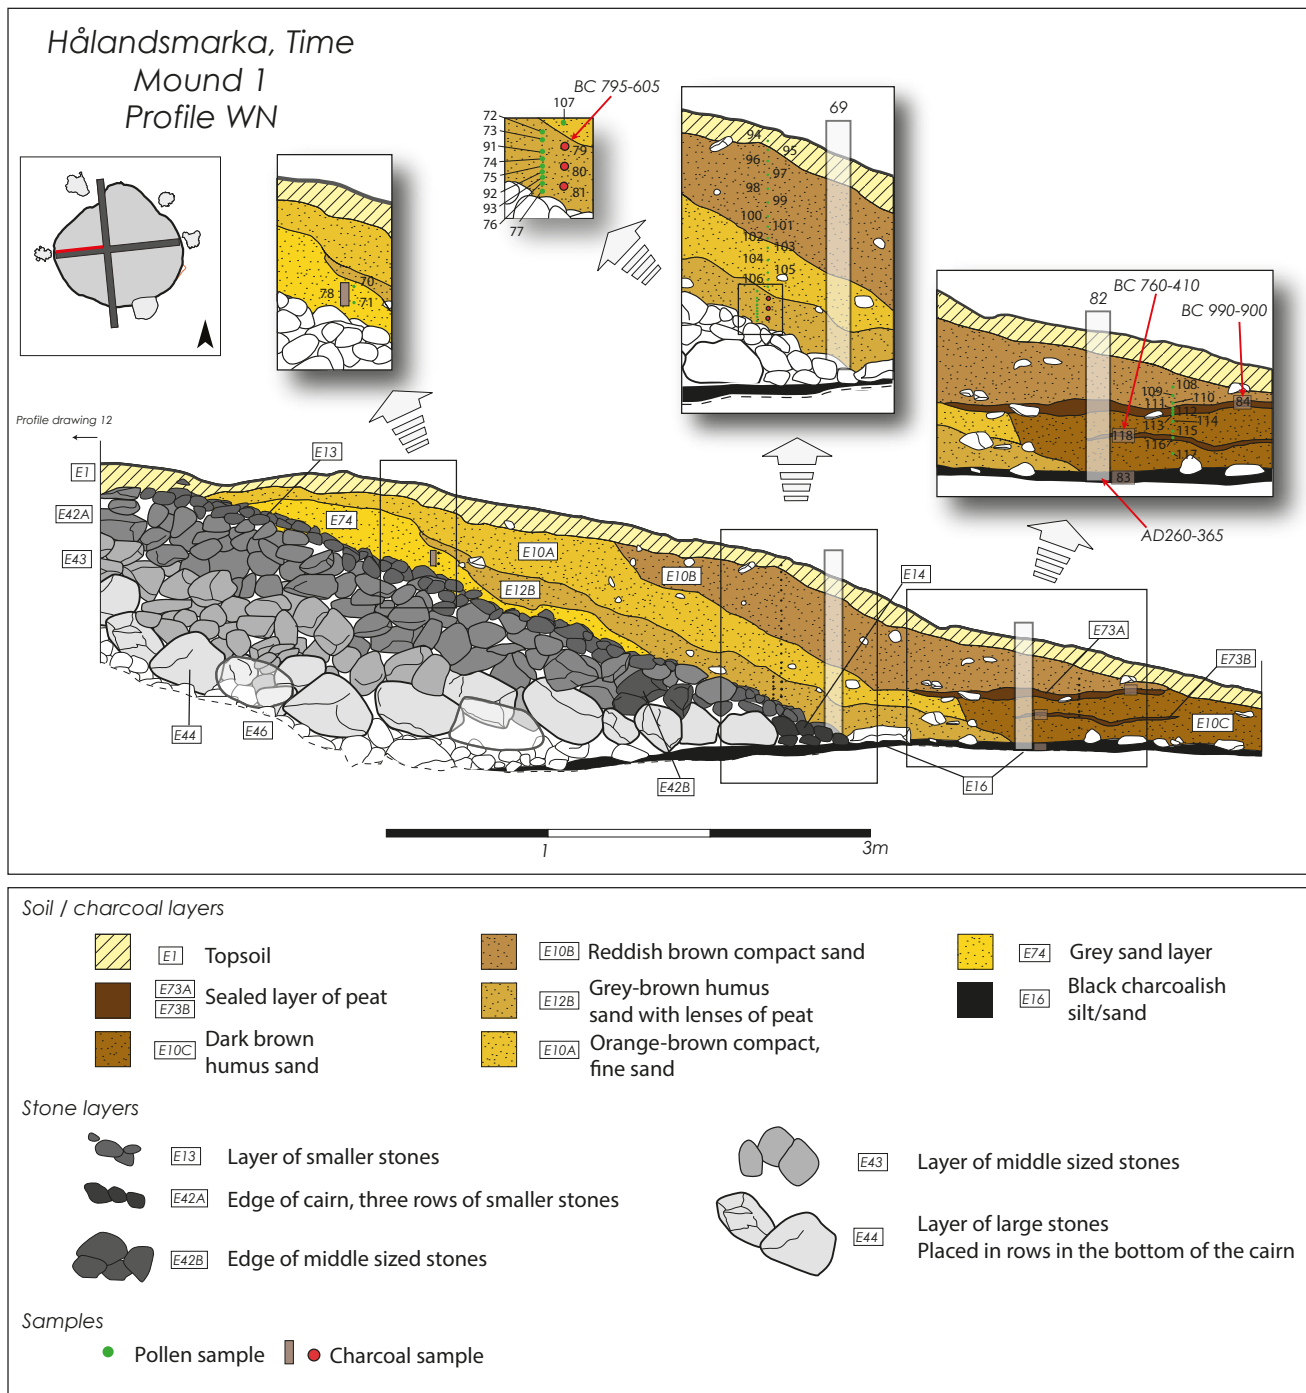 Hålandsmarka, Time
Mound 1
Profile WN
BC 795-605
107
72
73
91
74
75
92
93
76
77
79
80
81
69
94
95
96
97
98
99
100
101
102
103
104
105
106
70
78
71
82
BC 760-410
BC 990-900
108
109
110
111
84
112
113
114
118
115
116
117
83
AD260-365
Profile drawing 12
E1
E42A
E43
E13
E74
E10A
E10B
E12B
E14
E73A
E73B
E10C
E44
E46
E42B
E16
1
3m
Soil / charcoal layers
E1 Topsoil
E73A
E73B
Sealed layer of peat
E10C Dark brown
humus sand
E10B Reddish brown compact sand
E12B Grey-brown humus
sand with lenses of peat
E10A Orange-brown compact,
fine sand
E74 Grey sand layer
E16 Black charcoalish
silt/sand
Stone layers
E13 Layer of smaller stones
E42A Edge of cairn, three rows of smaller stones
E42B Edge of middle sized stones
E43 Layer of middle sized stones
E44 Layer of large stones
Placed in rows in the bottom of the cairn
Samples
Pollen sample
Charcoal sample